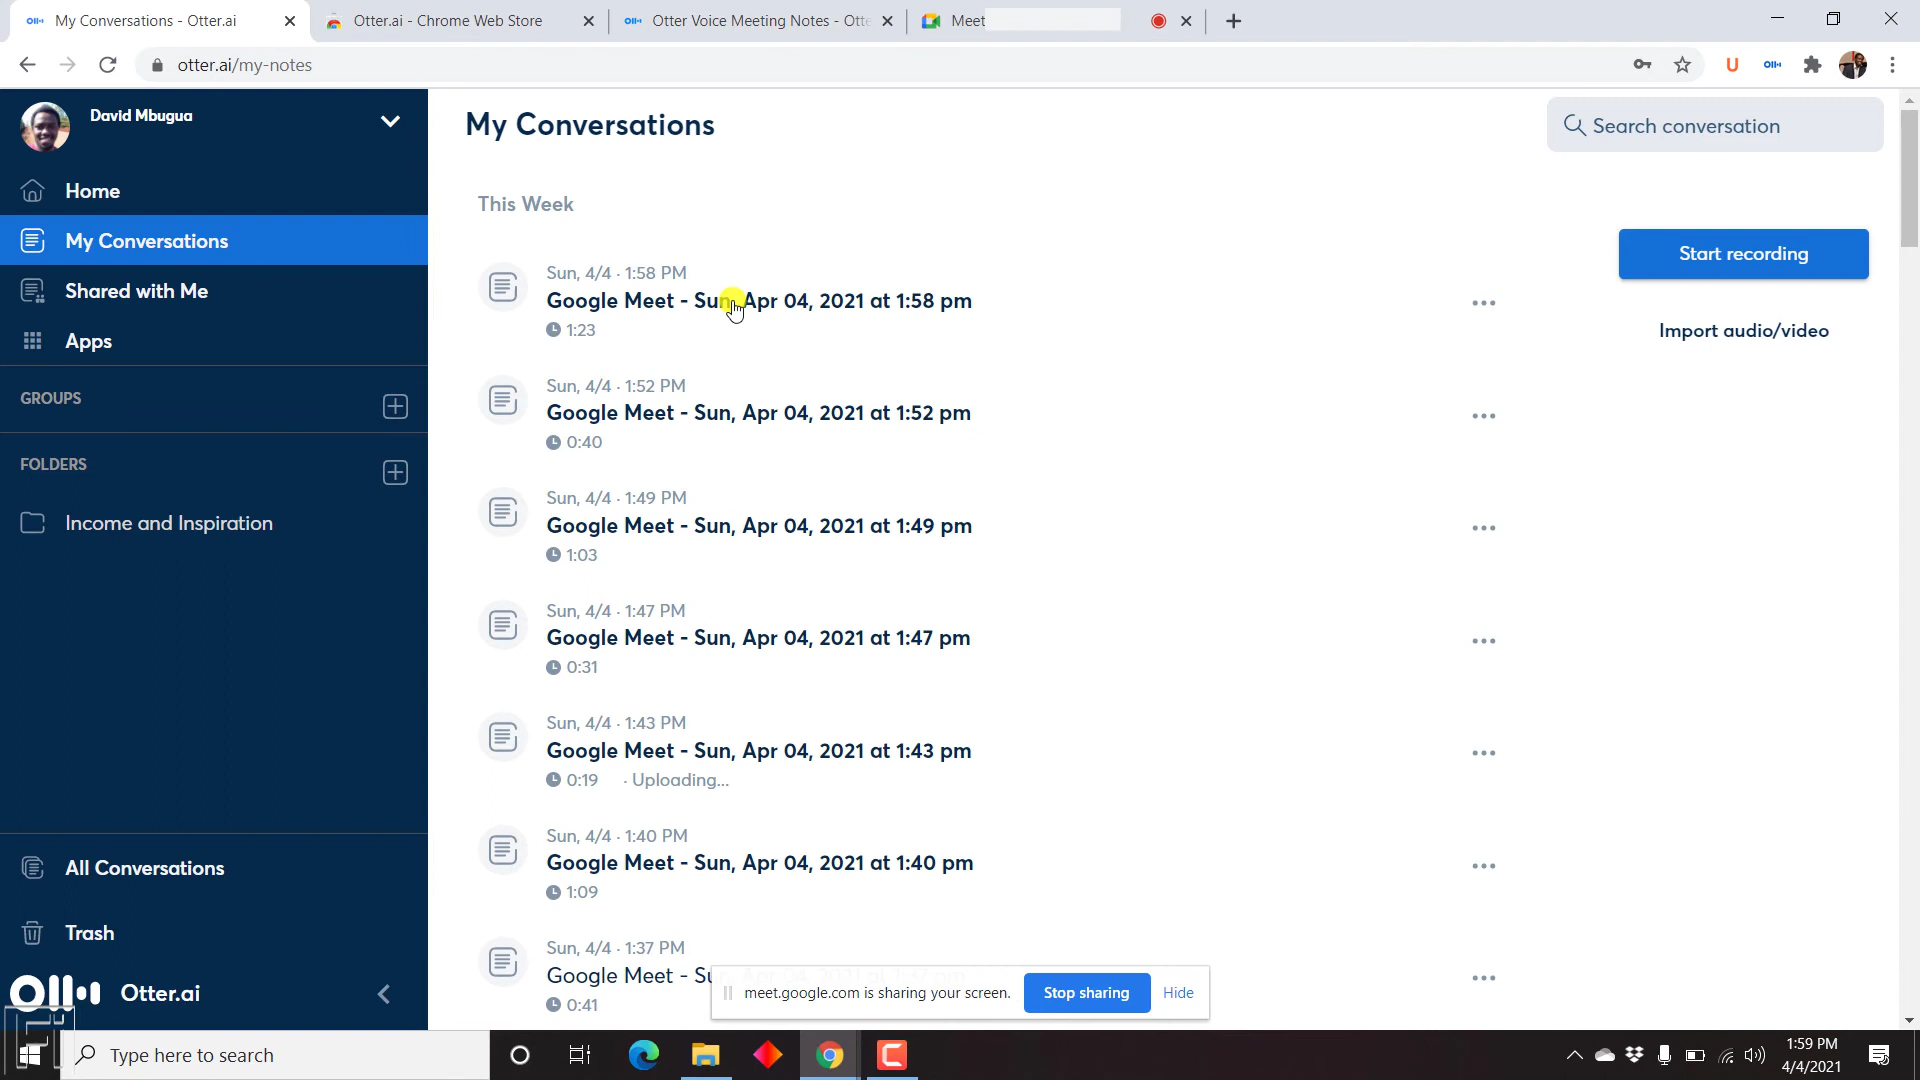 My Conversations - Otter.ai
Otter.ai - Chrome Web Store
Otter Voice Meeting Notes - Otte
Meet
otter.ai/my-notes
David Mbugua
Home
My Conversations
Shared with Me
Apps
GROUPS
FOLDERS
Income and Inspiration
All Conversations
Trash
Otter.ai
My Conversations
Search conversation
This Week
Start recording
Import audio/video
Sun, 4/4 · 1:58 PM
Google Meet - Sun, Apr 04, 2021 at 1:58 pm
1:23
Sun, 4/4 · 1:52 PM
Google Meet - Sun, Apr 04, 2021 at 1:52 pm
0:40
Sun, 4/4 · 1:49 PM
Google Meet - Sun, Apr 04, 2021 at 1:49 pm
1:03
Sun, 4/4 · 1:47 PM
Google Meet - Sun, Apr 04, 2021 at 1:47 pm
0:31
Sun, 4/4 · 1:43 PM
Google Meet - Sun, Apr 04, 2021 at 1:43 pm
0:19 · Uploading...
Sun, 4/4 · 1:40 PM
Google Meet - Sun, Apr 04, 2021 at 1:40 pm
1:09
Sun, 4/4 · 1:37 PM
Google Meet - Sun, Apr 04, 2021 at 1:37 pm
0:41
meet.google.com is sharing your screen.
Stop sharing
Hide
Type here to search
1:59 PM
4/4/2021